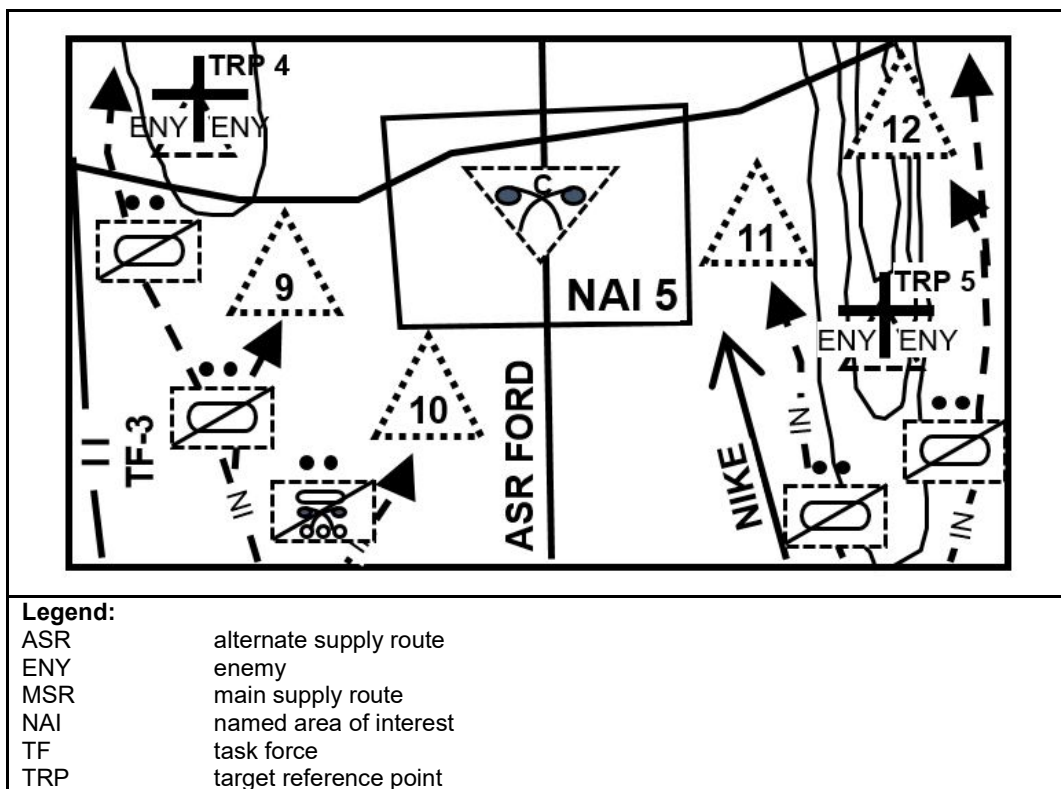 TRP 4
ENY ENY
12
C
11
9
NAI 5
TRP 5
ENY ENY
10
TF-3
ASR FORD
NIKE
IN
IN
IN
Legend:
ASR alternate supply route
ENY enemy
MSR main supply route
NAI named area of interest
TF task force
TRP target reference point